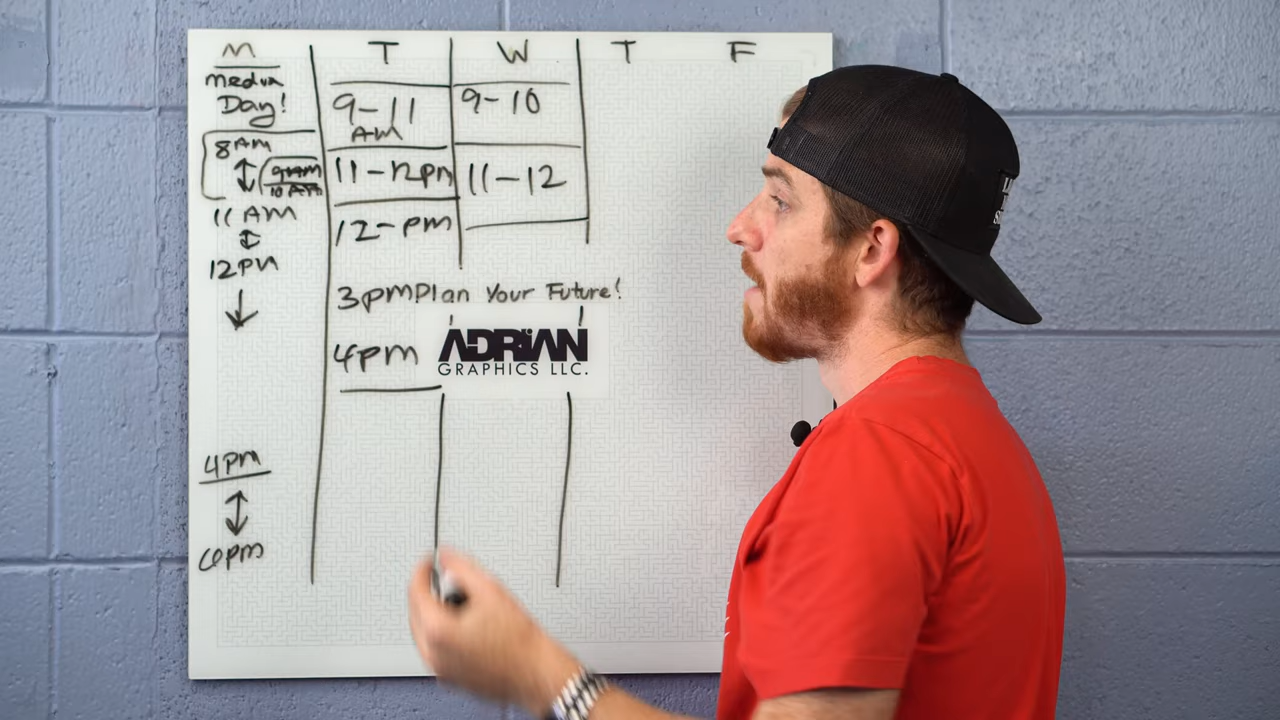 M T W T F
Media
Day!
8AM
9AM
10 AM
11 AM
12PM
4pm
6pm
9-11
AM
11-12pm
12-pm
3pm
4pm
9-10
11-12
Plan Your Future!
ADRIAN
GRAPHICS LLC.